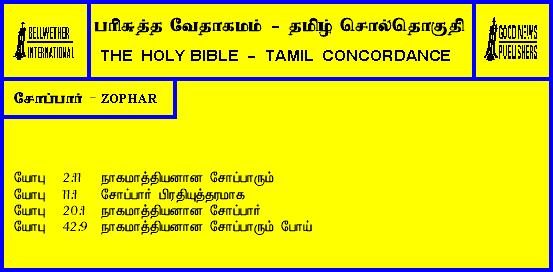 BELLWETHER
INTERNATIONAL
பரிசுத்த வேதாகமம் - தமிழ் சொல்தொகுதி
THE HOLY BIBLE - TAMIL CONCORDANCE
GOOD NEWS
PUBLISHERS
சோப்பார் - ZOPHAR
யோபு 2:11 நாகமாத்தியனான சோப்பாரும்
யோபு 11:1 சோப்பார் பிரதியுத்தரமாக
யோபு 20:1 நாகமாத்தியனான சோப்பார்
யோபு 42:9 நாகமாத்தியனான சோப்பாரும் போய்